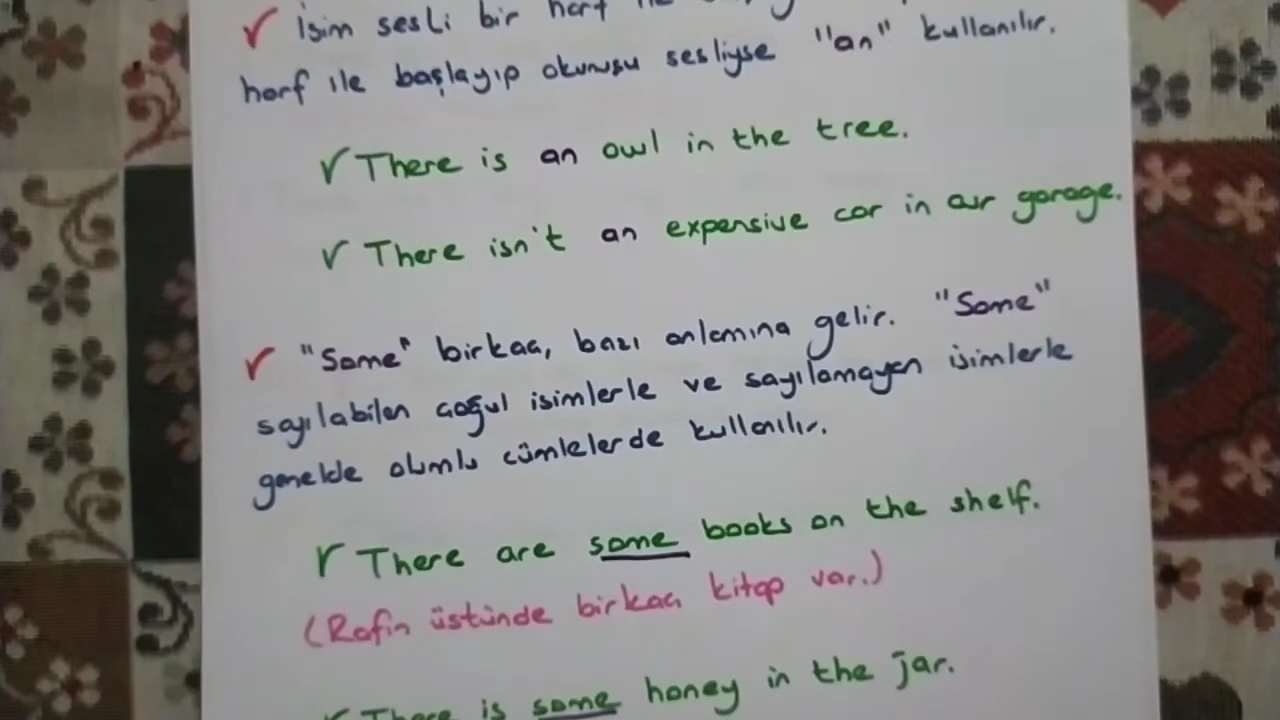 ✓ İsim sesli bir harf ile
harf ile başlayıp okunuşu sesliyse "an" kullanılır.
✓ There is an owl in the tree.
✓ There isn't an expensive car in our garage.
✓ "Some" birkaç, bazı anlamına gelir. "Some"
sayılabilen çoğul isimlerle ve sayılamayan isimlerle
genelde olumlu cümlelerde kullanılır.
✓ There are some books on the shelf.
(Rafın üstünde birkaç kitap var.)
✓ There is some honey in the jar.